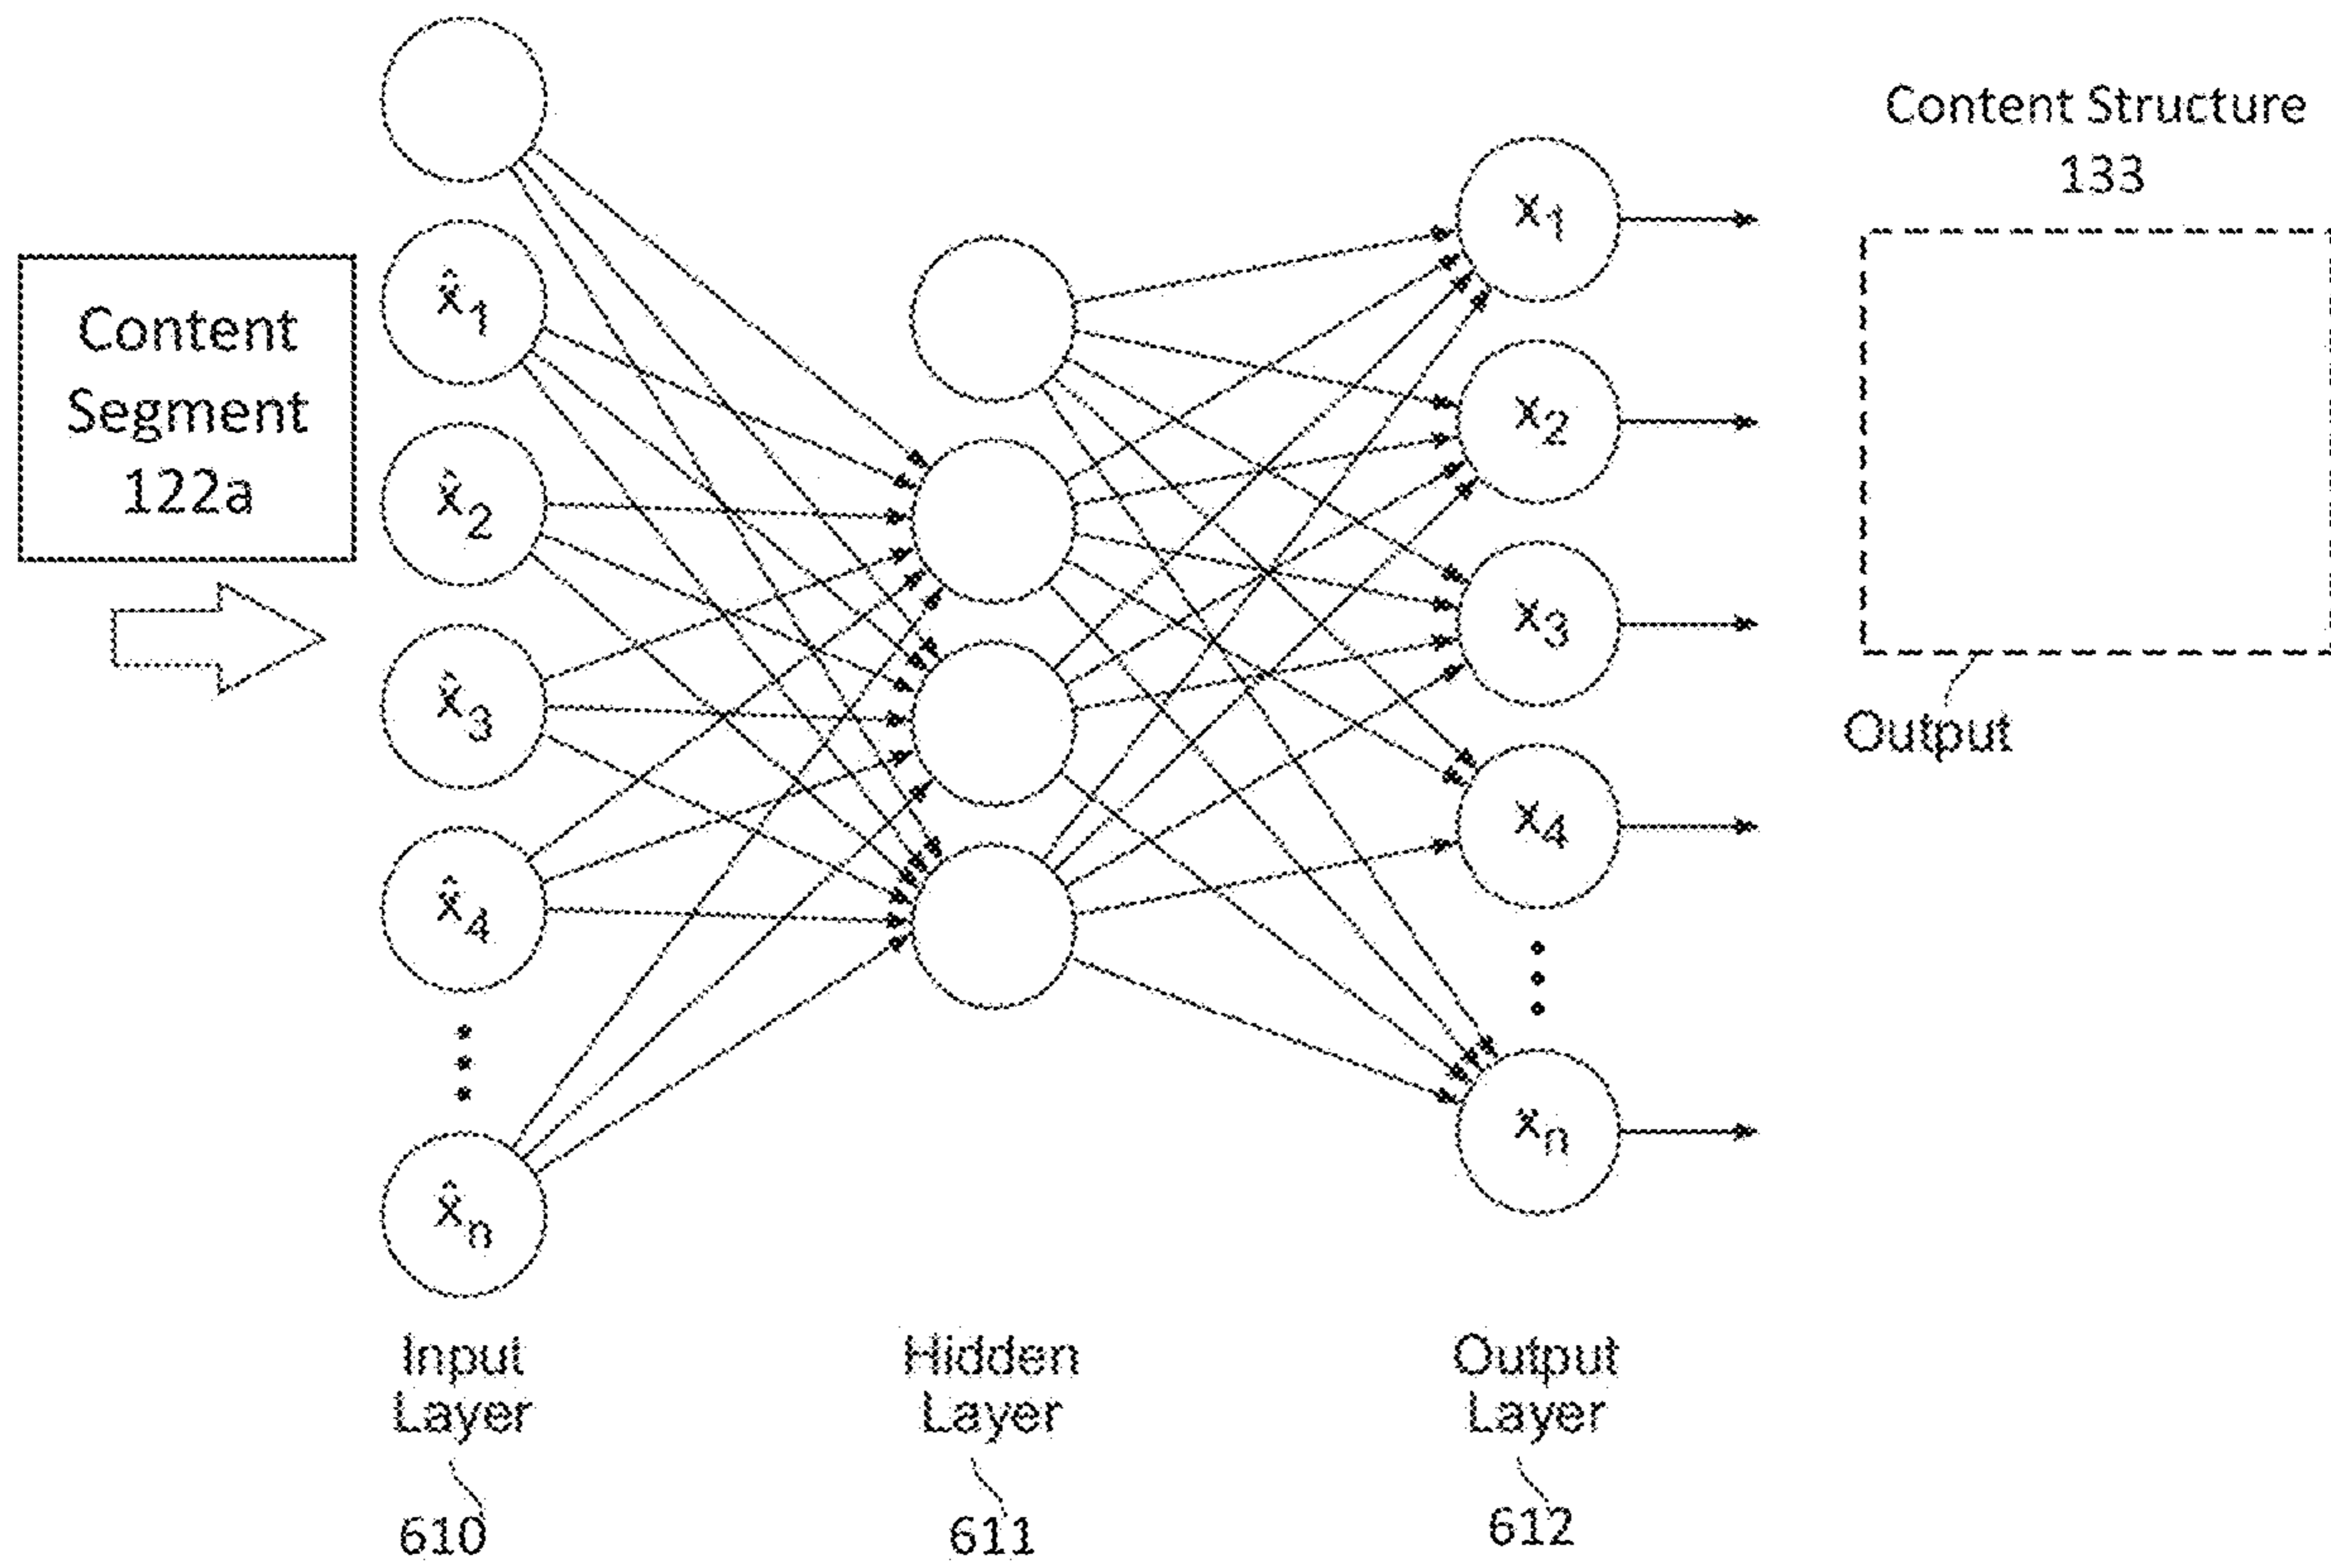 Content
Segment
122a
x̂1
x̂2
x̂3
x̂4
x̂n
x1
x2
x3
x4
xn
Content Structure
133
Output
Input
Layer
610
Hidden
Layer
611
Output
Layer
612